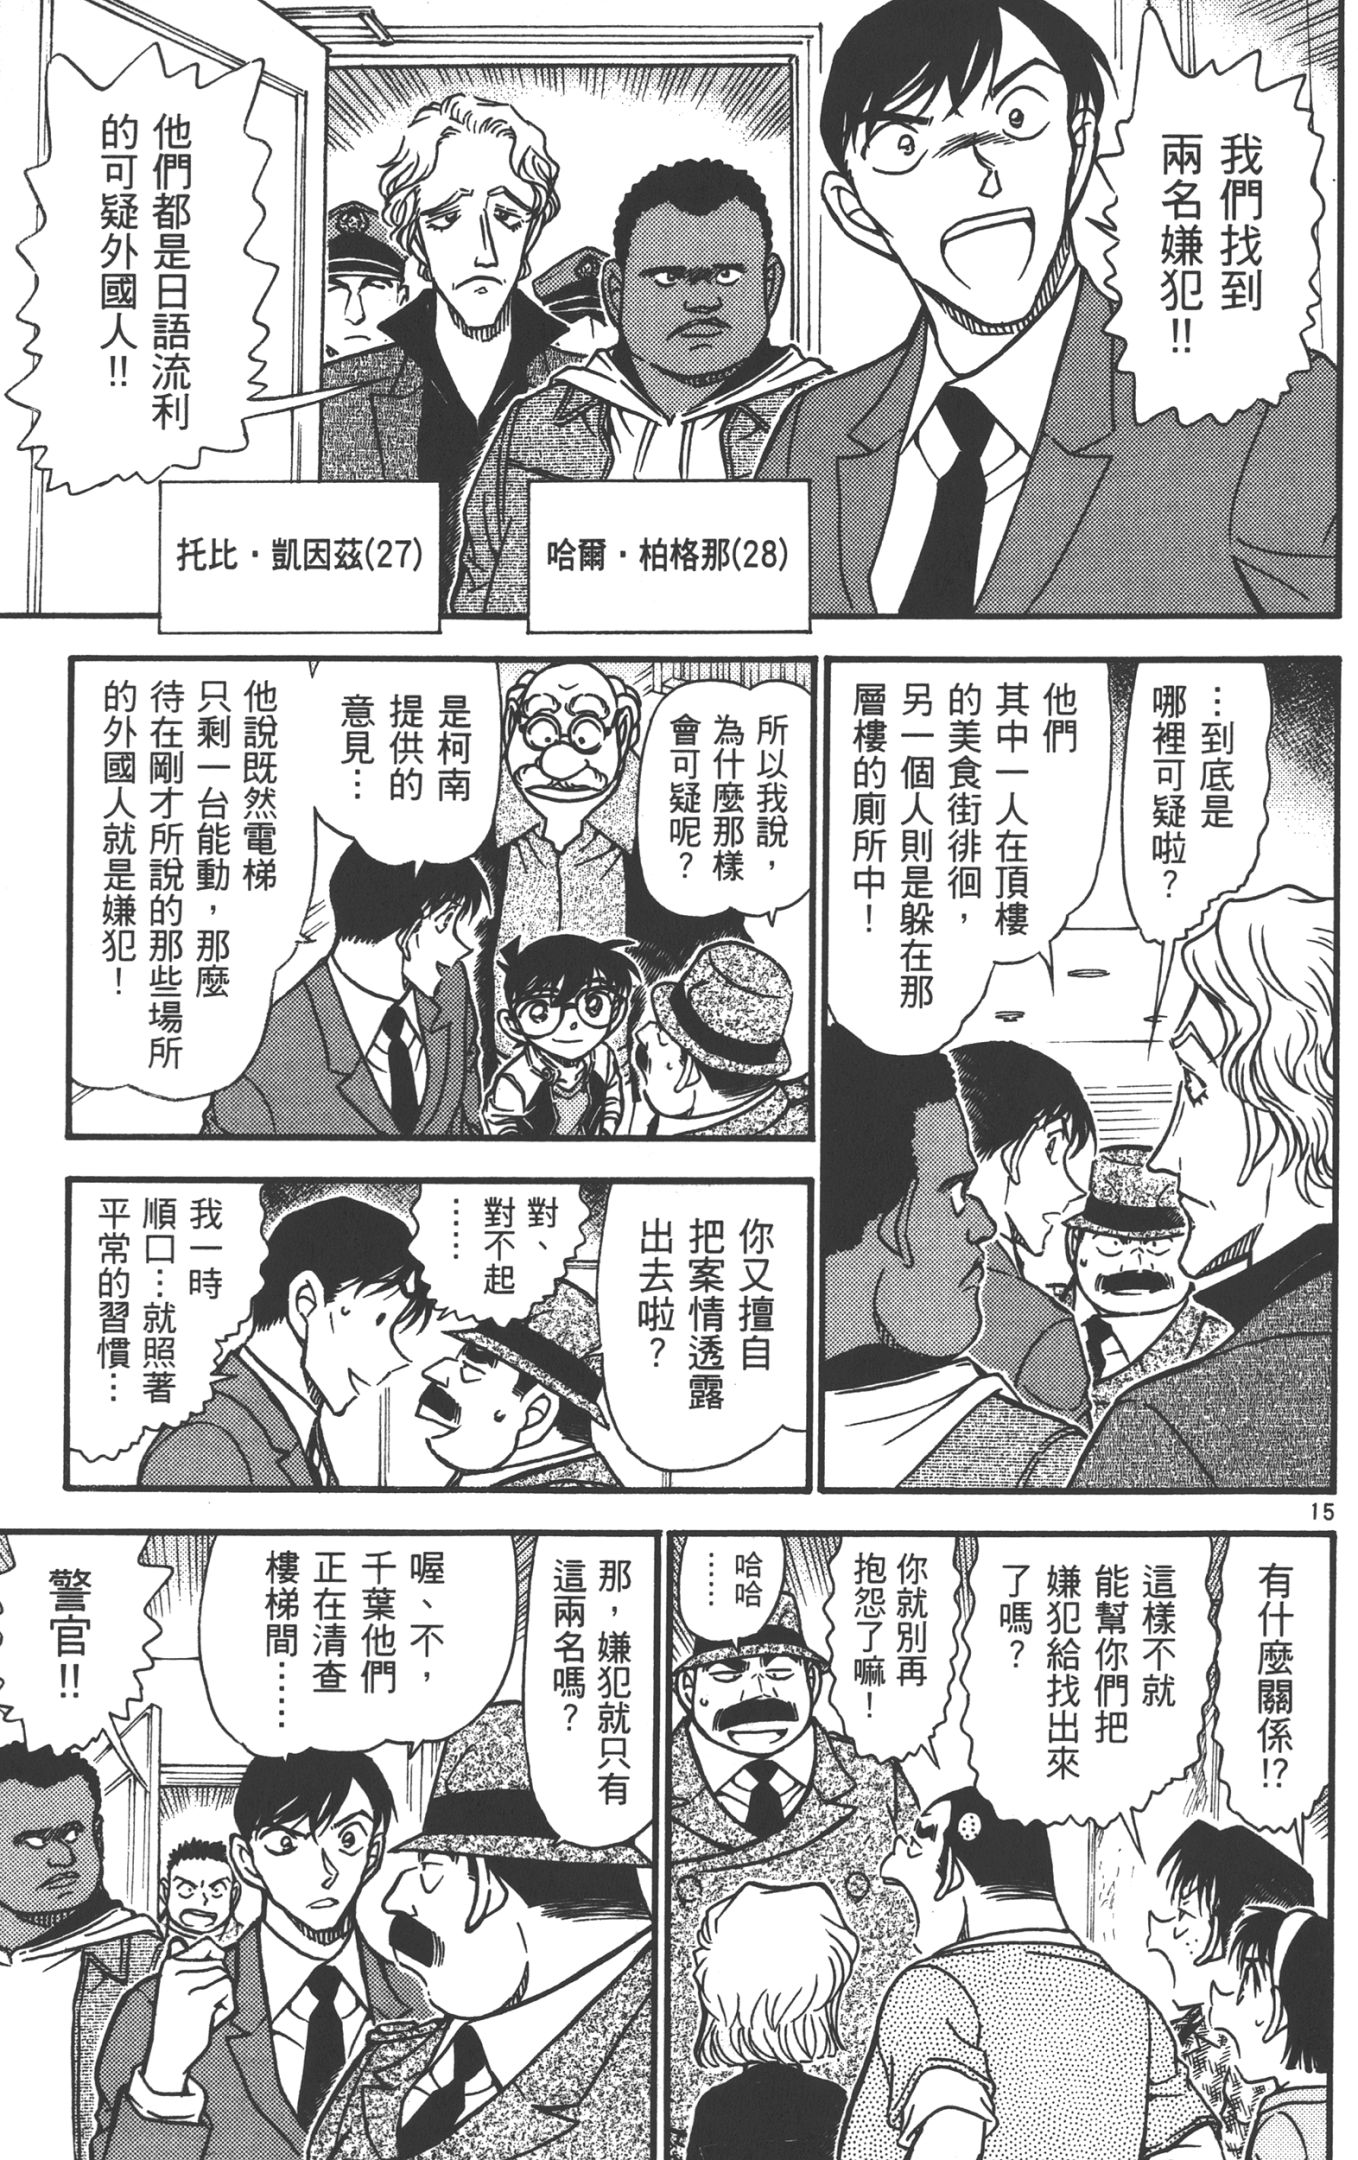 我們找到
兩名嫌犯!!
他們都是日語流利
的可疑外國人!!
哈爾・柏格那(28)
托比・凱因茲(27)
…到底是
哪裡可疑啦?
他們
其中一人在頂樓
的美食街徘徊，
另一個人則是躲在那
層樓的廁所中!
所以我說，
為什麼那樣
會可疑呢?
是柯南
提供的
意見…
他說既然電梯
只剩一台能動，那麼
待在剛才所說的那些場所
的外國人就是嫌犯!
你又擅自
把案情透露
出去啦?
對、
對不起
……
我一時
順口…就照著
平常的習慣…
15
有什麼關係!?
這樣不就
能幫你們把
嫌犯給找出來
了嗎?
你就別再
抱怨了嘛!
哈哈
……
那，嫌犯就只有
這兩名嗎?
喔、不，
千葉他們
正在清查
樓梯間……
警官!!